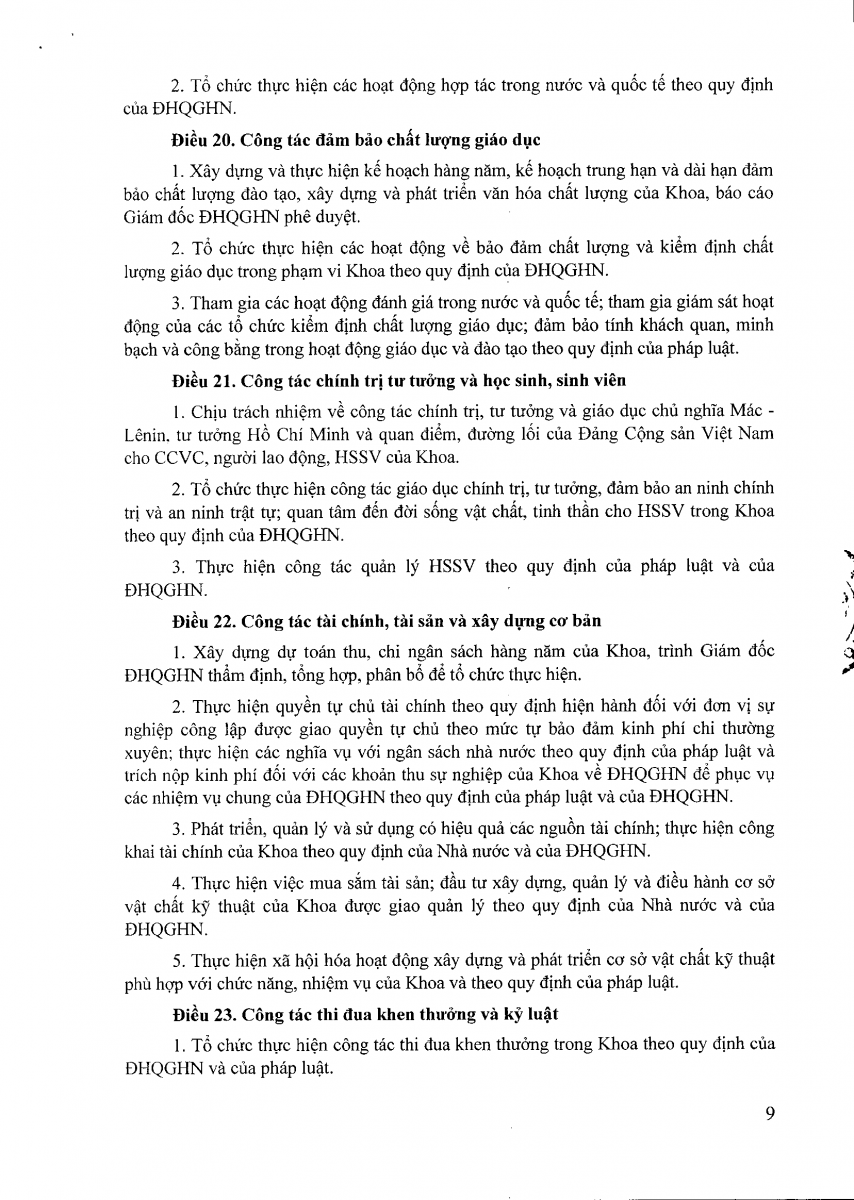 2. Tổ chức thực hiện các hoạt động hợp tác trong nước và quốc tế theo quy định
của ĐHQGHN.
Điều 20. Công tác đảm bảo chất lượng giáo dục
1. Xây dựng và thực hiện kế hoạch hàng năm, kế hoạch trung hạn và dài hạn đảm
bảo chất lượng đào tạo, xây dựng và phát triển văn hóa chất lượng của Khoa, báo cáo
Giám đốc ĐHQGHN phê duyệt.
2. Tổ chức thực hiện các hoạt động về bảo đảm chất lượng và kiểm định chất
lượng giáo dục trong phạm vi Khoa theo quy định của ĐHQGHN.
3. Tham gia các hoạt động đánh giá trong nước và quốc tế; tham gia giám sát hoạt
động của các tổ chức kiểm định chất lượng giáo dục; đảm bảo tính khách quan, minh
bạch và công bằng trong hoạt động giáo dục và đào tạo theo quy định của pháp luật.
Điều 21. Công tác chính trị tư tưởng và học sinh, sinh viên
1. Chịu trách nhiệm về công tác chính trị, tư tưởng và giáo dục chủ nghĩa Mác -
Lênin, tư tưởng Hồ Chí Minh và quan điểm, đường lối của Đảng Cộng sản Việt Nam
cho CCVC, người lao động, HSSV của Khoa.
2. Tổ chức thực hiện công tác giáo dục chính trị, tư tưởng, đảm bảo an ninh chính
trị và an ninh trật tự; quan tâm đến đời sống vật chất, tinh thần cho HSSV trong Khoa
theo quy định của ĐHQGHN.
3. Thực hiện công tác quản lý HSSV theo quy định của pháp luật và của
ĐHQGHN.
Điều 22. Công tác tài chính, tài sản và xây dựng cơ bản
1. Xây dựng dự toán thu, chi ngân sách hàng năm của Khoa, trình Giám đốc
ĐHQGHN thẩm định, tổng hợp, phân bổ để tổ chức thực hiện.
2. Thực hiện quyền tự chủ tài chính theo quy định hiện hành đối với đơn vị sự
nghiệp công lập được giao quyền tự chủ theo mức tự bảo đảm kinh phí chi thường
xuyên; thực hiện các nghĩa vụ với ngân sách nhà nước theo quy định của pháp luật và
trích nộp kinh phí đối với các khoản thu sự nghiệp của Khoa về ĐHQGHN để phục vụ
các nhiệm vụ chung của ĐHQGHN theo quy định của pháp luật và của ĐHQGHN.
3. Phát triển, quản lý và sử dụng có hiệu quả các nguồn tài chính; thực hiện công
khai tài chính của Khoa theo quy định của Nhà nước và của ĐHQGHN.
4. Thực hiện việc mua sắm tài sản; đầu tư xây dựng, quản lý và điều hành cơ sở
vật chất kỹ thuật của Khoa được giao quản lý theo quy định của Nhà nước và của
ĐHQGHN.
5. Thực hiện xã hội hóa hoạt động xây dựng và phát triển cơ sở vật chất kỹ thuật
phù hợp với chức năng, nhiệm vụ của Khoa và theo quy định của pháp luật.
Điều 23. Công tác thi đua khen thưởng và kỷ luật
1. Tổ chức thực hiện công tác thi đua khen thưởng trong Khoa theo quy định của
ĐHQGHN và của pháp luật.
9